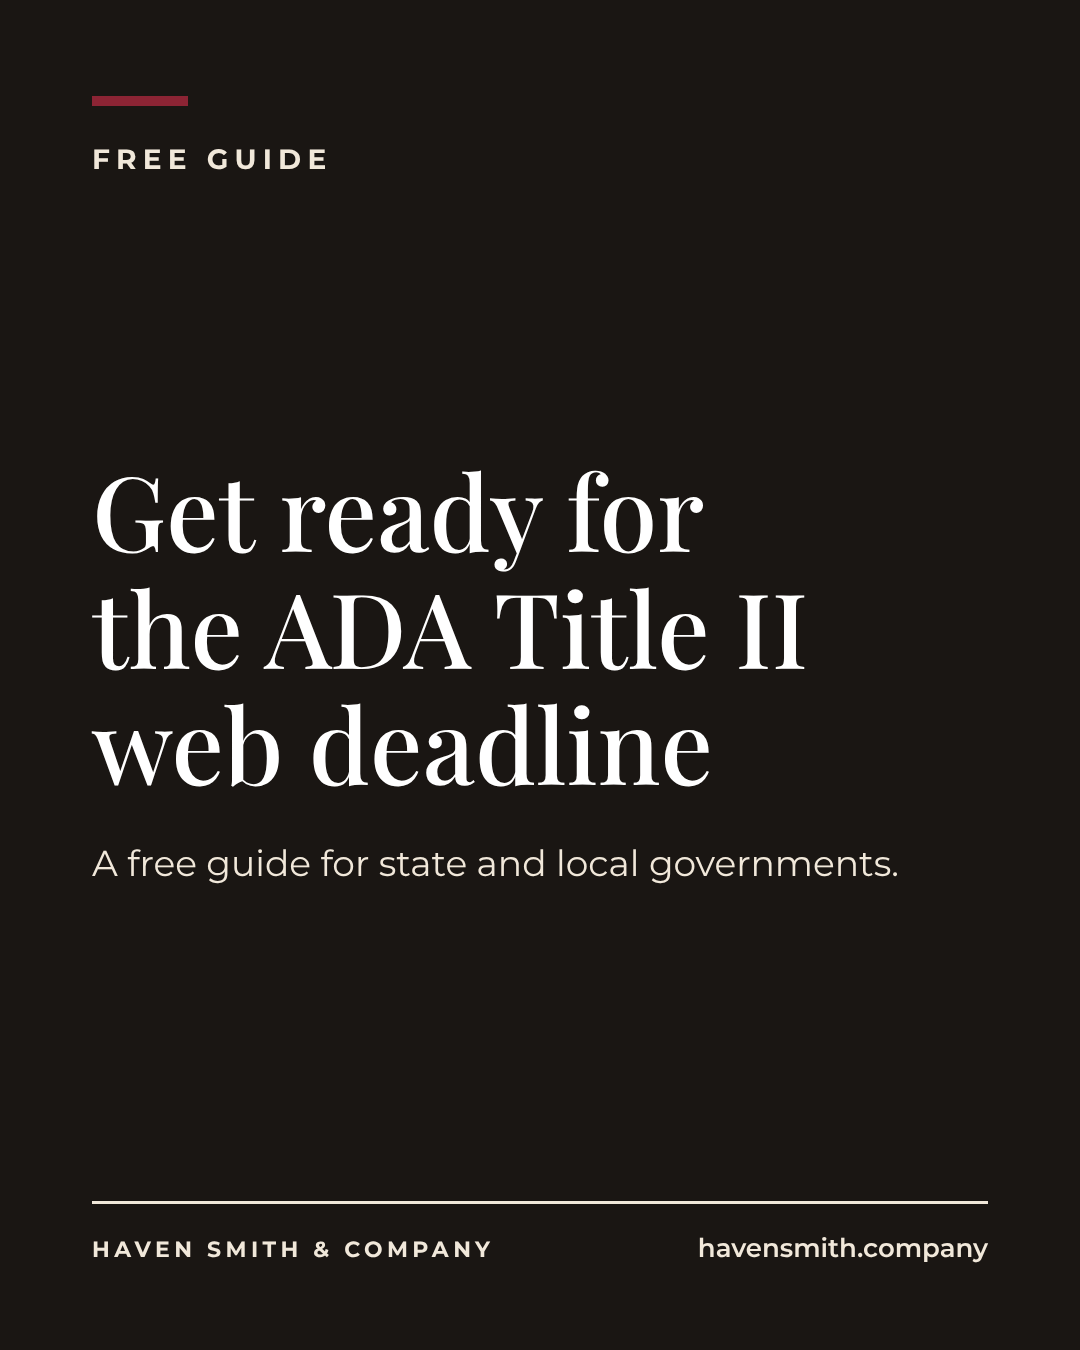 FREE GUIDE
Get ready for
the ADA Title II
web deadline
A free guide for state and local governments.
HAVEN SMITH & COMPANY
havensmith.company